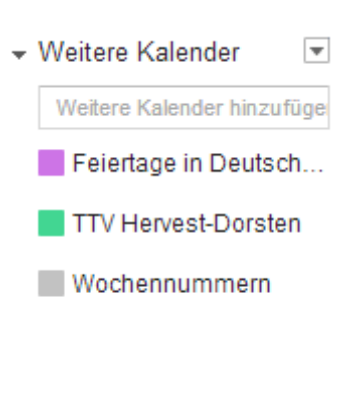 Weitere Kalender
Weitere Kalender hinzufüge
Feiertage in Deutsch...
TTV Hervest-Dorsten
Wochennummern